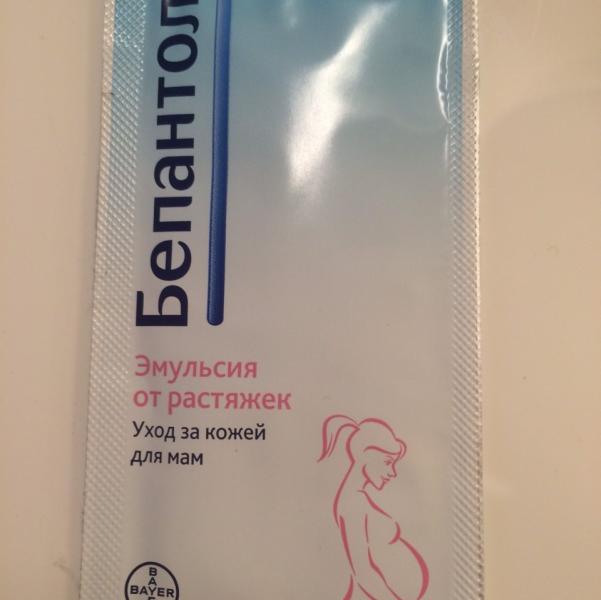 Бепантол
Эмульсия
от растяжек
Уход за кожей
для мам
BAYER